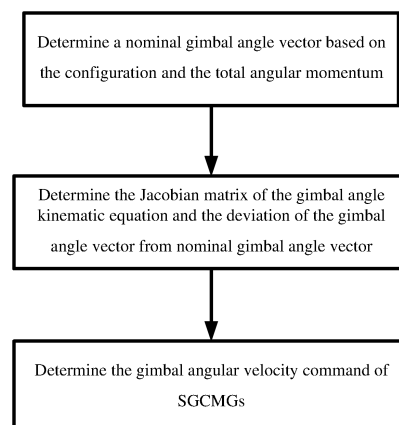 Determine a nominal gimbal angle vector based on
the configuration and the total angular momentum
Determine the Jacobian matrix of the gimbal angle
kinematic equation and the deviation of the gimbal
angle vector from nominal gimbal angle vector
Determine the gimbal angular velocity command of
SGCMGs